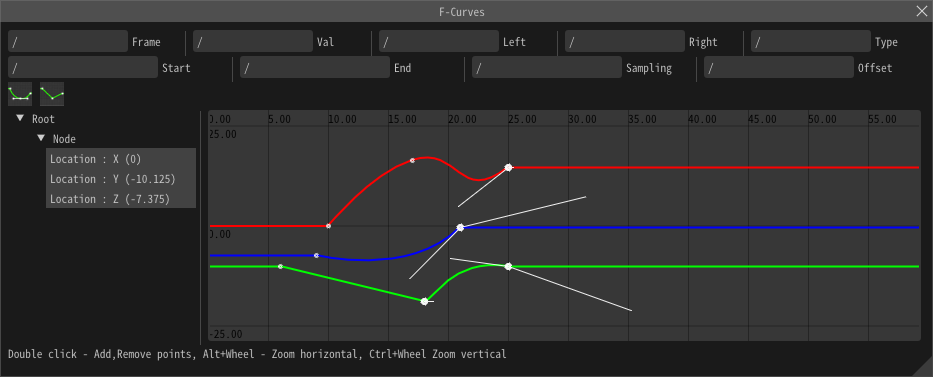 F-Curves
/ Frame / Val / Left / Right / Type
/ Start / End / Sampling / Offset
Root
Node
Location : X (0)
Location : Y (-10.125)
Location : Z (-7.375)
0.00 5.00 10.00 15.00 20.00 25.00 30.00 35.00 40.00 45.00 50.00 55.00
25.00
0.00
-25.00
Double click - Add,Remove points, Alt+Wheel - Zoom horizontal, Ctrl+Wheel Zoom vertical